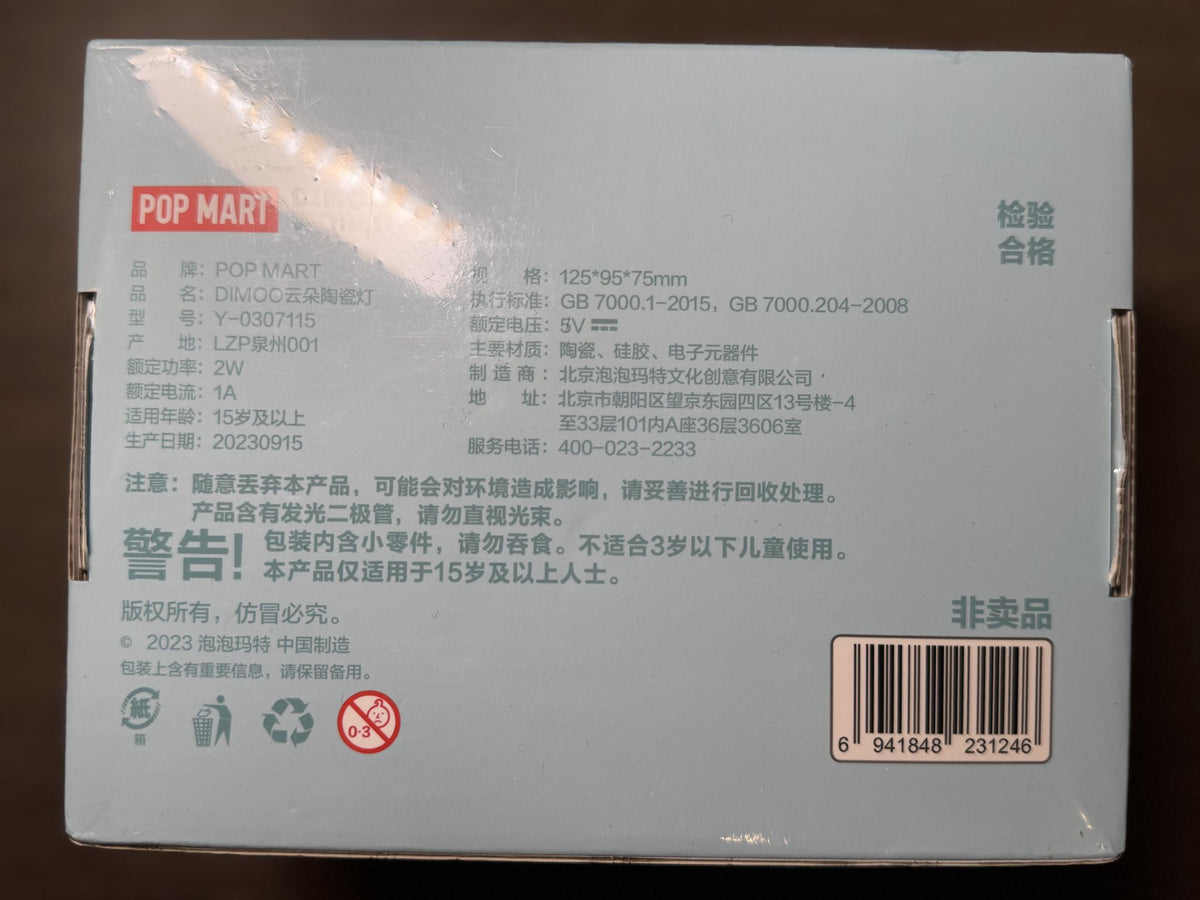 POP MART
检验
合格
品 牌：POP MART
品 名：DIMOO云朵陶瓷灯
型 号：Y-0307115
产 地：LZP泉州001
额定功率：2W
额定电流：1A
适用年龄：15岁及以上
生产日期：20230915
规 格：125*95*75mm
执行标准：GB 7000.1-2015，GB 7000.204-2008
额定电压：5V
主要材质：陶瓷、硅胶、电子元器件
制 造 商：北京泡泡玛特文化创意有限公司
地 址：北京市朝阳区望京东园四区13号楼-4
至33层101内A座36层3606室
服务电话：400-023-2233
注意：随意丢弃本产品，可能会对环境造成影响，请妥善进行回收处理。
产品含有发光二极管，请勿直视光束。
警告！包装内含小零件，请勿吞食。不适合3岁以下儿童使用。
本产品仅适用于15岁及以上人士。
版权所有，仿冒必究。
© 2023 泡泡玛特 中国制造
包装上含有重要信息，请保留备用。
紙
箱
0-3
非卖品
6 941848 231246